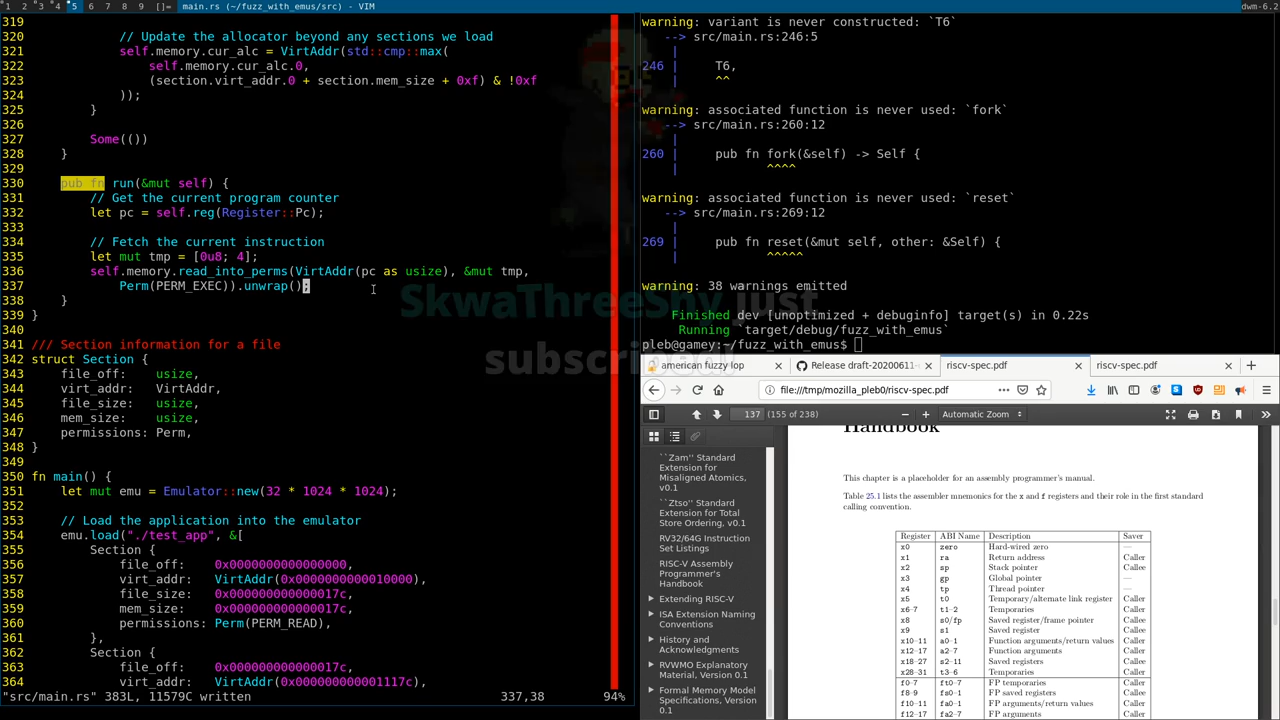 1 2 3 4 5 6 7 8 9 []= main.rs (~/fuzz_with_emus/src) - VIM
dwm-6.2
319
320 // Update the allocator beyond any sections we load
321 self.memory.cur_alc = VirtAddr(std::cmp::max(
322 self.memory.cur_alc.0,
323 (section.virt_addr.0 + section.mem_size + 0xf) & !0xf
324 ));
325 }
326
327 Some(())
328 }
329
330 pub fn run(&mut self) {
331 // Get the current program counter
332 let pc = self.reg(Register::Pc);
333
334 // Fetch the current instruction
335 let mut tmp = [0u8; 4];
336 self.memory.read_into_perms(VirtAddr(pc as usize), &mut tmp,
337 Perm(PERM_EXEC)).unwrap();
338 }
339 }
340
341 /// Section information for a file
342 struct Section {
343 file_off: usize,
344 virt_addr: VirtAddr,
345 file_size: usize,
346 mem_size: usize,
347 permissions: Perm,
348 }
349
350 fn main() {
351 let mut emu = Emulator::new(32 * 1024 * 1024);
352
353 // Load the application into the emulator
354 emu.load("./test_app", &[
355 Section {
356 file_off: 0x0000000000000000,
357 virt_addr: VirtAddr(0x0000000000010000),
358 file_size: 0x000000000000017c,
359 mem_size: 0x000000000000017c,
360 permissions: Perm(PERM_READ),
361 },
362 Section {
363 file_off: 0x000000000000017c,
364 virt_addr: VirtAddr(0x000000000001117c),
"src/main.rs" 383L, 11579C written 337,38 94%
SkwaThreeShy just
subscribed!
warning: variant is never constructed: `T6`
--> src/main.rs:246:5
|
246 | T6,
| ^^
warning: associated function is never used: `fork`
--> src/main.rs:260:12
|
260 | pub fn fork(&self) -> Self {
| ^^^^
warning: associated function is never used: `reset`
--> src/main.rs:269:12
|
269 | pub fn reset(&mut self, other: &Self) {
| ^^^^^
warning: 38 warnings emitted
Finished dev [unoptimized + debuginfo] target(s) in 0.22s
Running `target/debug/fuzz_with_emus`
pleb@gamey:~/fuzz_with_emus$
american fuzzy lop
Release draft-20200611-
riscv-spec.pdf
riscv-spec.pdf
file:///tmp/mozilla_pleb0/riscv-spec.pdf
137 (155 of 238)
Automatic Zoom
``Zam'' Standard
Extension for
Misaligned Atomics,
v0.1
``Ztso'' Standard
Extension for Total
Store Ordering, v0.1
RV32/64G Instruction
Set Listings
RISC-V Assembly
Programmer's
Handbook
Extending RISC-V
ISA Extension Naming
Conventions
History and
Acknowledgments
RVWMO Explanatory
Material, Version
0.1
Formal Memory Model
Specifications, Version
0.1
Handbook
This chapter is a placeholder for an assembly programmer's manual.
Table 25.1 lists the assembler mnemonics for the x and f registers and their role in the first standard
calling convention.
Register ABI Name Description Saver
x0 zero Hard-wired zero —
x1 ra Return address Caller
x2 sp Stack pointer Callee
x3 gp Global pointer —
x4 tp Thread pointer —
x5 t0 Temporary/alternate link register Caller
x6-7 t1-2 Temporaries Caller
x8 s0/fp Saved register/frame pointer Callee
x9 s1 Saved register Callee
x10-11 a0-1 Function arguments/return values Caller
x12-17 a2-7 Function arguments Caller
x18-27 s2-11 Saved registers Callee
x28-31 t3-6 Temporaries Caller
f0-7 ft0-7 FP temporaries Caller
f8-9 fs0-1 FP saved registers Callee
f10-11 fa0-1 FP arguments/return values Caller
f12-17 fa2-7 FP arguments Caller